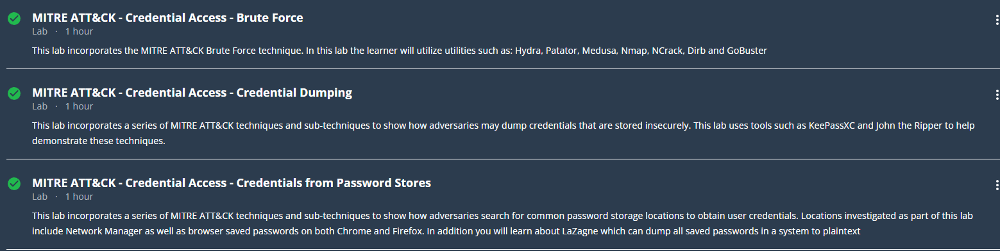 MITRE ATT&CK - Credential Access - Brute Force
Lab · 1 hour
This lab incorporates the MITRE ATT&CK Brute Force technique. In this lab the learner will utilize utilities such as: Hydra, Patator, Medusa, Nmap, NCrack, Dirb and GoBuster
MITRE ATT&CK - Credential Access - Credential Dumping
Lab · 1 hour
This lab incorporates a series of MITRE ATT&CK techniques and sub-techniques to show how adversaries may dump credentials that are stored insecurely. This lab uses tools such as KeePassXC and John the Ripper to help
demonstrate these techniques.
MITRE ATT&CK - Credential Access - Credentials from Password Stores
Lab · 1 hour
This lab incorporates a series of MITRE ATT&CK techniques and sub-techniques to show how adversaries search for common password storage locations to obtain user credentials. Locations investigated as part of this lab
include Network Manager as well as browser saved passwords on both Chrome and Firefox. In addition you will learn about LaZagne which can dump all saved passwords in a system to plaintext